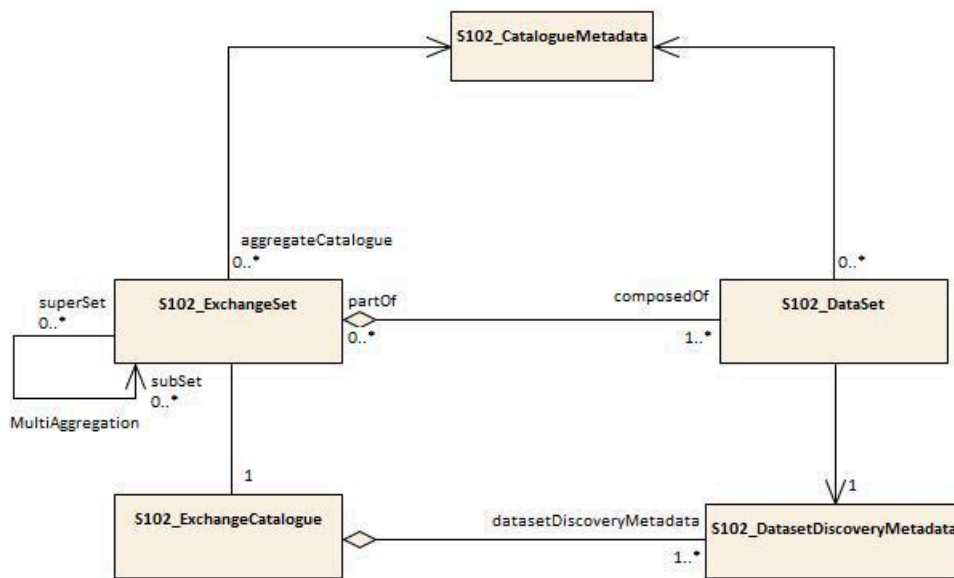 S102_CatalogueMetadata
aggregateCatalogue
0..*
0..*
superSet
0..*
S102_ExchangeSet
partOf
0..*
composedOf
1..*
S102_DataSet
subSet
0..*
MultiAggregation
1
1
S102_ExchangeCatalogue
datasetDiscoveryMetadata
1..*
S102_DatasetDiscoveryMetadata